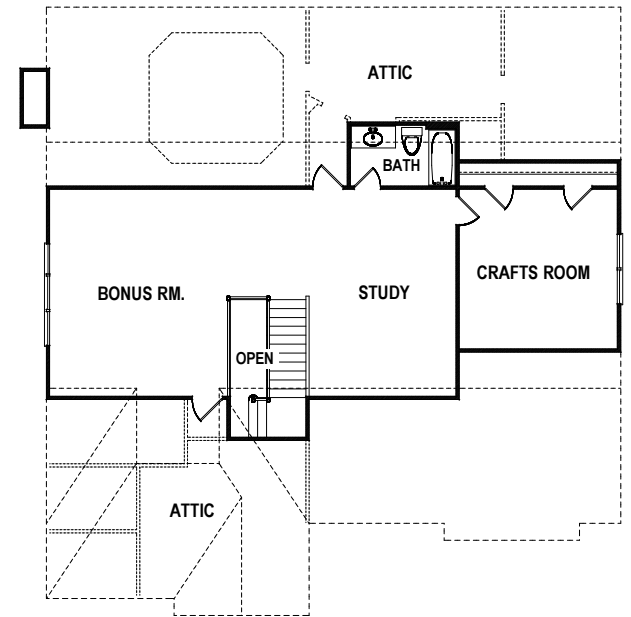 ATTIC
BATH
CRAFTS ROOM
BONUS RM.
STUDY
OPEN
ATTIC